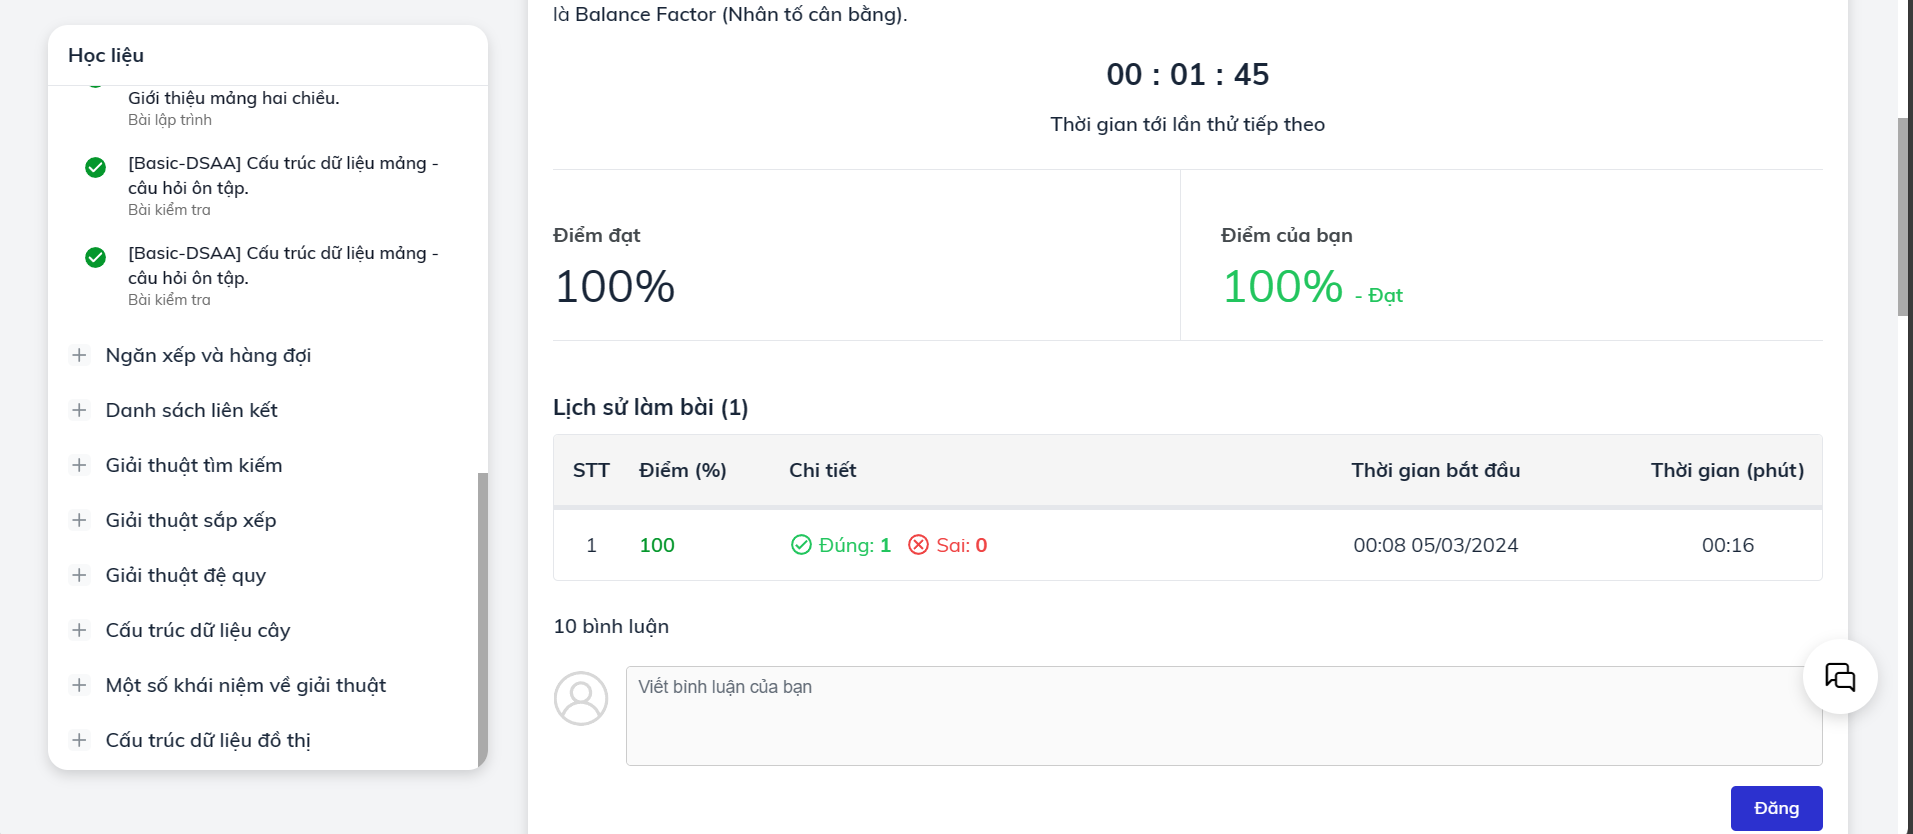 Học liệu
Giới thiệu mảng hai chiều.
Bài lập trình
[Basic-DSAA] Cấu trúc dữ liệu mảng -
câu hỏi ôn tập.
Bài kiểm tra
[Basic-DSAA] Cấu trúc dữ liệu mảng -
câu hỏi ôn tập.
Bài kiểm tra
Ngăn xếp và hàng đợi
Danh sách liên kết
Giải thuật tìm kiếm
Giải thuật sắp xếp
Giải thuật đệ quy
Cấu trúc dữ liệu cây
Một số khái niệm về giải thuật
Cấu trúc dữ liệu đồ thị
là Balance Factor (Nhân tố cân bằng).
00 : 01 : 45
Thời gian tới lần thử tiếp theo
Điểm đạt
100%
Điểm của bạn
100% - Đạt
Lịch sử làm bài (1)
STT Điểm (%) Chi tiết Thời gian bắt đầu Thời gian (phút)
1 100 Đúng: 1 Sai: 0 00:08 05/03/2024 00:16
10 bình luận
Viết bình luận của bạn
Đăng